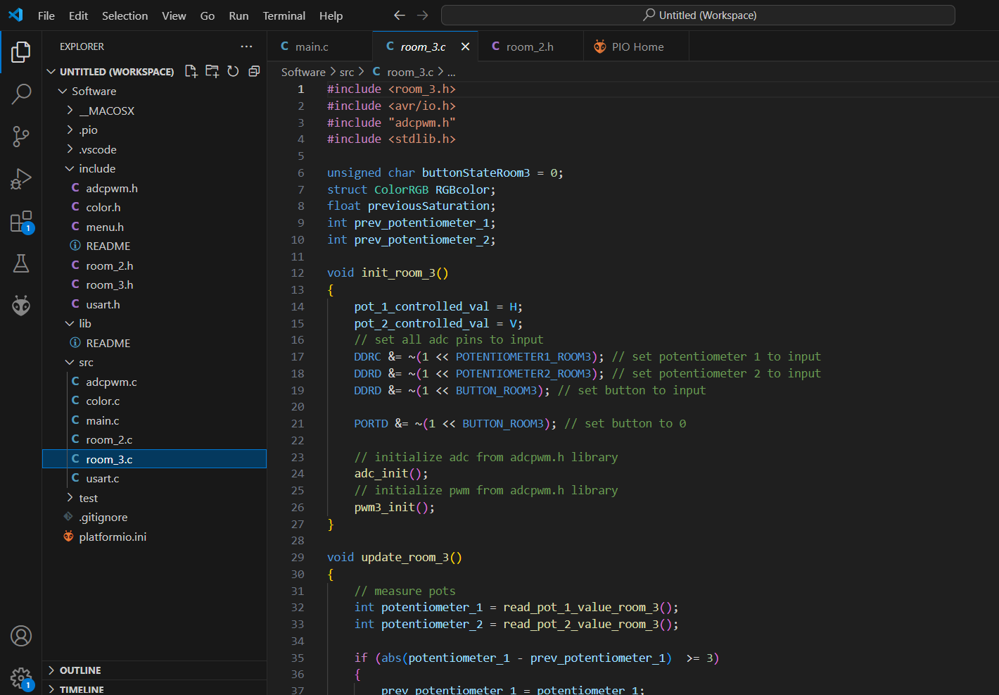 File Edit Selection View Go Run Terminal Help Untitled (Workspace)
EXPLORER
UNTITLED (WORKSPACE)
Software
__MACOSX
.pio
.vscode
include
C adcpwm.h
C color.h
C menu.h
README
C room_2.h
C room_3.h
C usart.h
lib
README
src
C adcpwm.c
C color.c
C main.c
C room_2.c
C room_3.c
C usart.c
test
.gitignore
platformio.ini
OUTLINE
TIMELINE
1
1
C main.c C room_3.c C room_2.h PIO Home
Software > src > C room_3.c > ...
1 #include <room_3.h>
2 #include <avr/io.h>
3 #include "adcpwm.h"
4 #include <stdlib.h>
5
6 unsigned char buttonStateRoom3 = 0;
7 struct ColorRGB RGBcolor;
8 float previousSaturation;
9 int prev_potentiometer_1;
10 int prev_potentiometer_2;
11
12 void init_room_3()
13 {
14 pot_1_controlled_val = H;
15 pot_2_controlled_val = V;
16 // set all adc pins to input
17 DDRC &= ~(1 << POTENTIOMETER1_ROOM3); // set potentiometer 1 to input
18 DDRD &= ~(1 << POTENTIOMETER2_ROOM3); // set potentiometer 2 to input
19 DDRD &= ~(1 << BUTTON_ROOM3); // set button to input
20
21 PORTD &= ~(1 << BUTTON_ROOM3); // set button to 0
22
23 // initialize adc from adcpwm.h library
24 adc_init();
25 // initialize pwm from adcpwm.h library
26 pwm3_init();
27 }
28
29 void update_room_3()
30 {
31 // measure pots
32 int potentiometer_1 = read_pot_1_value_room_3();
33 int potentiometer_2 = read_pot_2_value_room_3();
34
35 if (abs(potentiometer_1 - prev_potentiometer_1)  >= 3)
36 {
37 prev_potentiometer_1 = potentiometer_1;